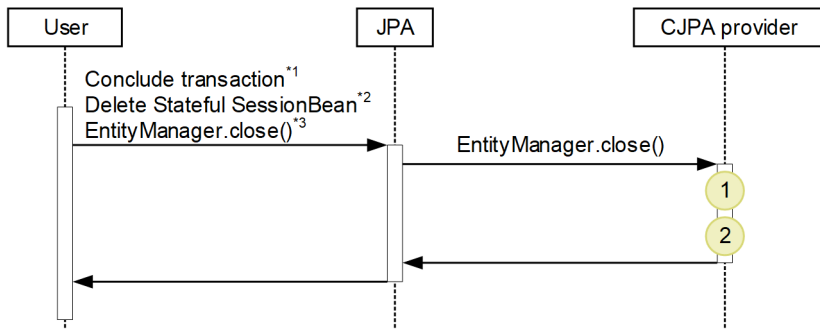 User
JPA
CJPA provider
Conclude transaction*1
Delete Stateful SessionBean*2
EntityManager.close()*3
EntityManager.close()
1
2